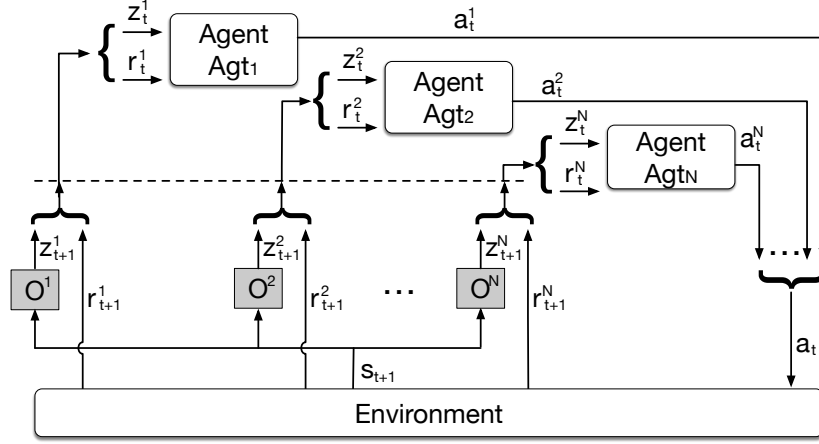 z_t^1
r_t^1
Agent
Agt₁
a_t^1
z_t^2
r_t^2
Agent
Agt₂
a_t^2
z_t^N
r_t^N
Agent
Agt_N
a_t^N
z_{t+1}^1
z_{t+1}^2
z_{t+1}^N
...
O^1
r_{t+1}^1
O^2
r_{t+1}^2
...
O^N
r_{t+1}^N
a_t
s_{t+1}
Environment